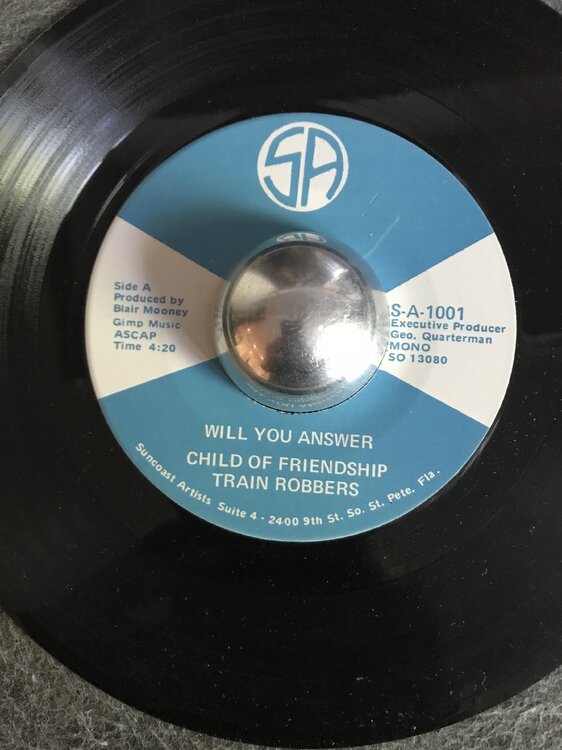 SA
Side A
Produced by
Blair Mooney
Gimp Music
ASCAP
Time 4:20
S-A-1001
Executive Producer
Geo. Quarterman
MONO
SO 13080
WILL YOU ANSWER
CHILD OF FRIENDSHIP
TRAIN ROBBERS
Suncoast Artists Suite 4 - 2400 9th St. So. St. Pete, Fla.